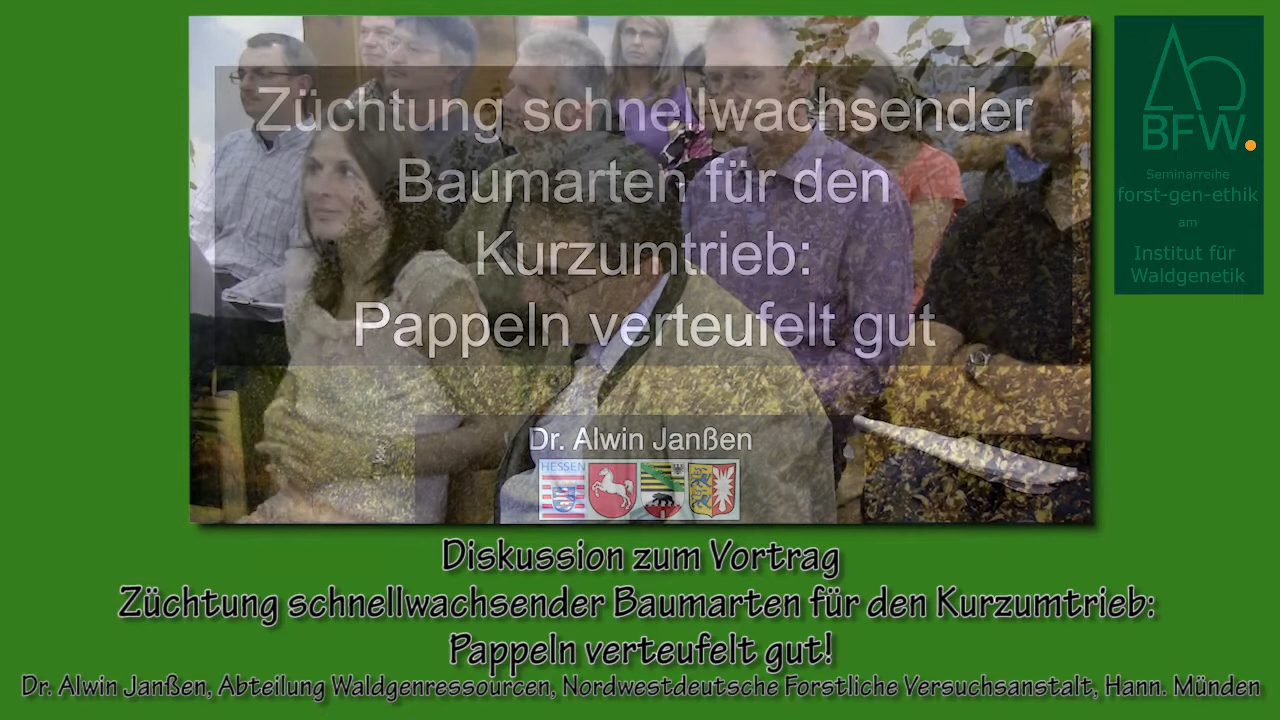 Züchtung schnellwachsender
Baumarten für den
Kurzumtrieb:
Pappeln verteufelt gut
Dr. Alwin Janßen
HESSEN
BFW.
Seminarreihe
forst-gen-ethik
am
Institut für
Waldgenetik
Diskussion zum Vortrag
Züchtung schnellwachsender Baumarten für den Kurzumtrieb:
Pappeln verteufelt gut!
Dr. Alwin Janßen, Abteilung Waldgenressourcen, Nordwestdeutsche Forstliche Versuchsanstalt, Hann. Münden